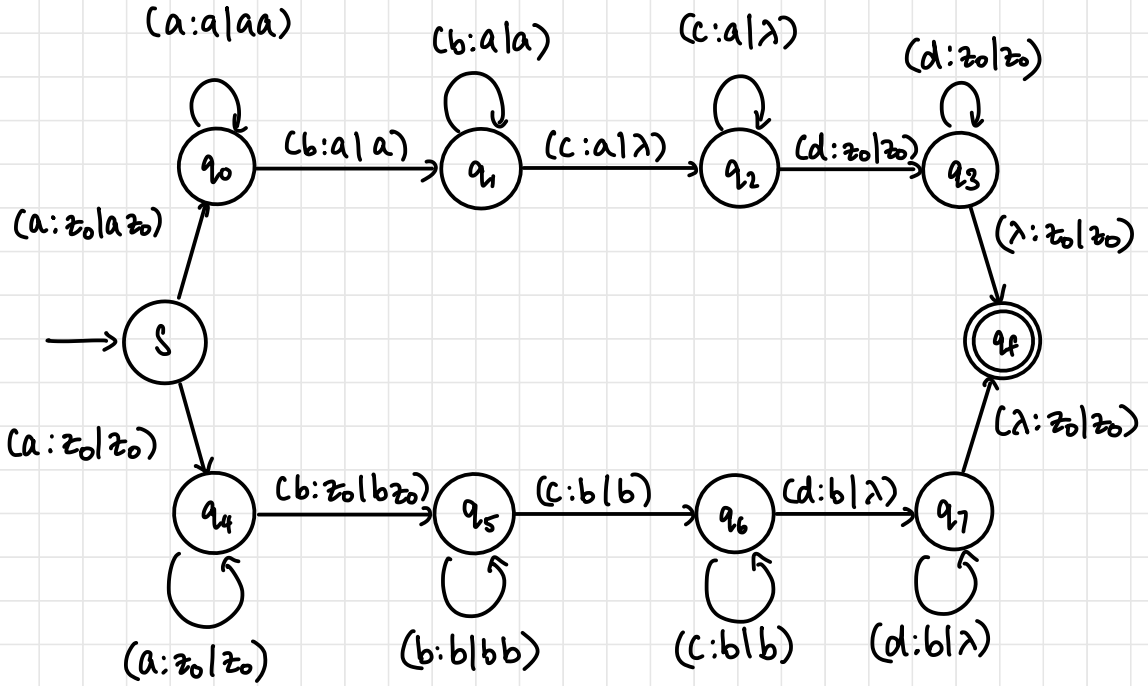 (a:a|aa)
(b:a|a)
(c:a|λ)
(d:z₀|z₀)
q₀
(b:a|a)
q₁
(c:a|λ)
q₂
(d:z₀|z₀)
q₃
(a:z₀|az₀)
(λ:z₀|z₀)
S
qf
(a:z₀|z₀)
(λ:z₀|z₀)
q₄
(b:z₀|bz₀)
q₅
(c:b|b)
q₆
(d:b|λ)
q₇
(a:z₀|z₀)
(b:b|bb)
(c:b|b)
(d:b|λ)